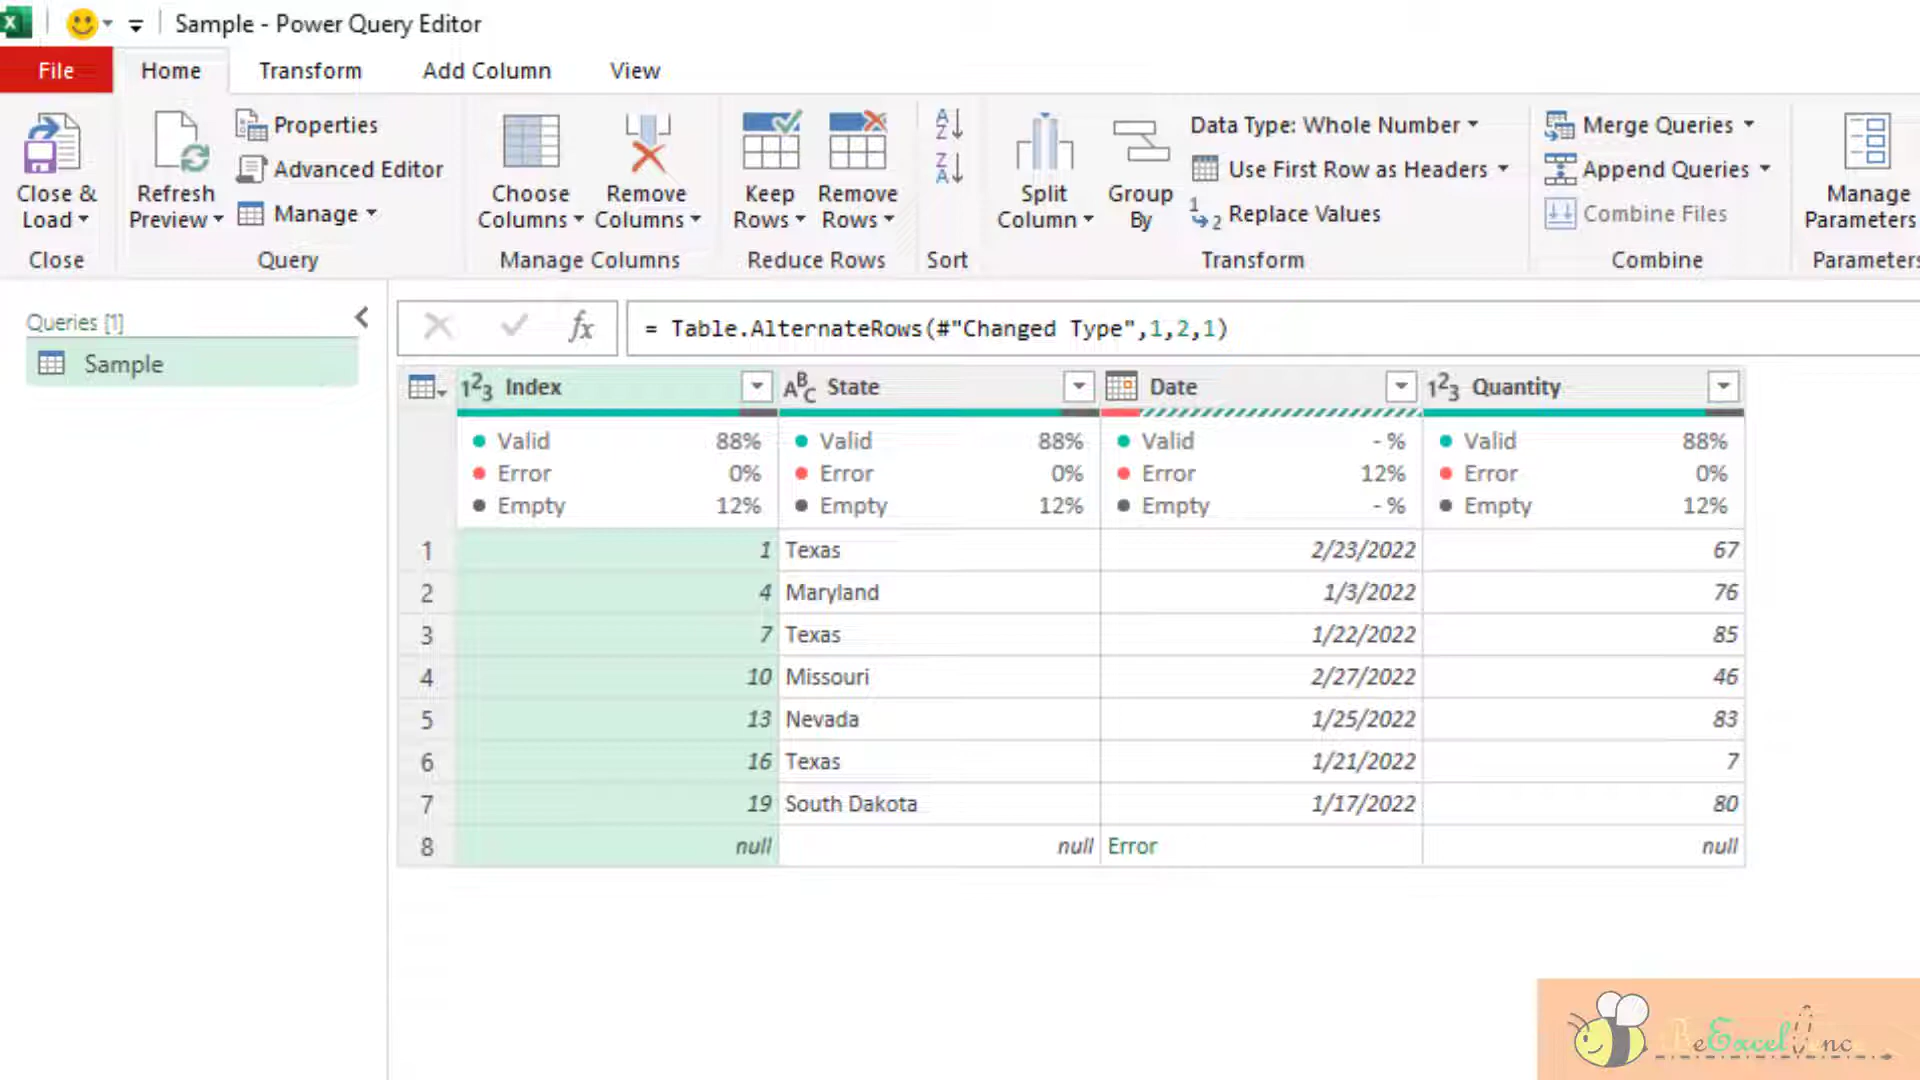 Sample - Power Query Editor
File Home Transform Add Column View
Close & Load
Close
Refresh Preview
Properties
Advanced Editor
Manage
Query
Choose Columns
Remove Columns
Manage Columns
Keep Rows
Remove Rows
Reduce Rows
Sort
Split Column
Group By
Data Type: Whole Number
Use First Row as Headers
Replace Values
Transform
Merge Queries
Append Queries
Combine Files
Combine
Manage Parameters
Parameters
Queries [1]
Sample
fx
= Table.AlternateRows(#"Changed Type",1,2,1)
Index State Date Quantity
Valid 88% Valid 88% Valid - % Valid 88%
Error 0% Error 0% Error 12% Error 0%
Empty 12% Empty 12% Empty - % Empty 12%
1 1 Texas 2/23/2022 67
2 4 Maryland 1/3/2022 76
3 7 Texas 1/22/2022 85
4 10 Missouri 2/27/2022 46
5 13 Nevada 1/25/2022 83
6 16 Texas 1/21/2022 7
7 19 South Dakota 1/17/2022 80
8 null null Error null